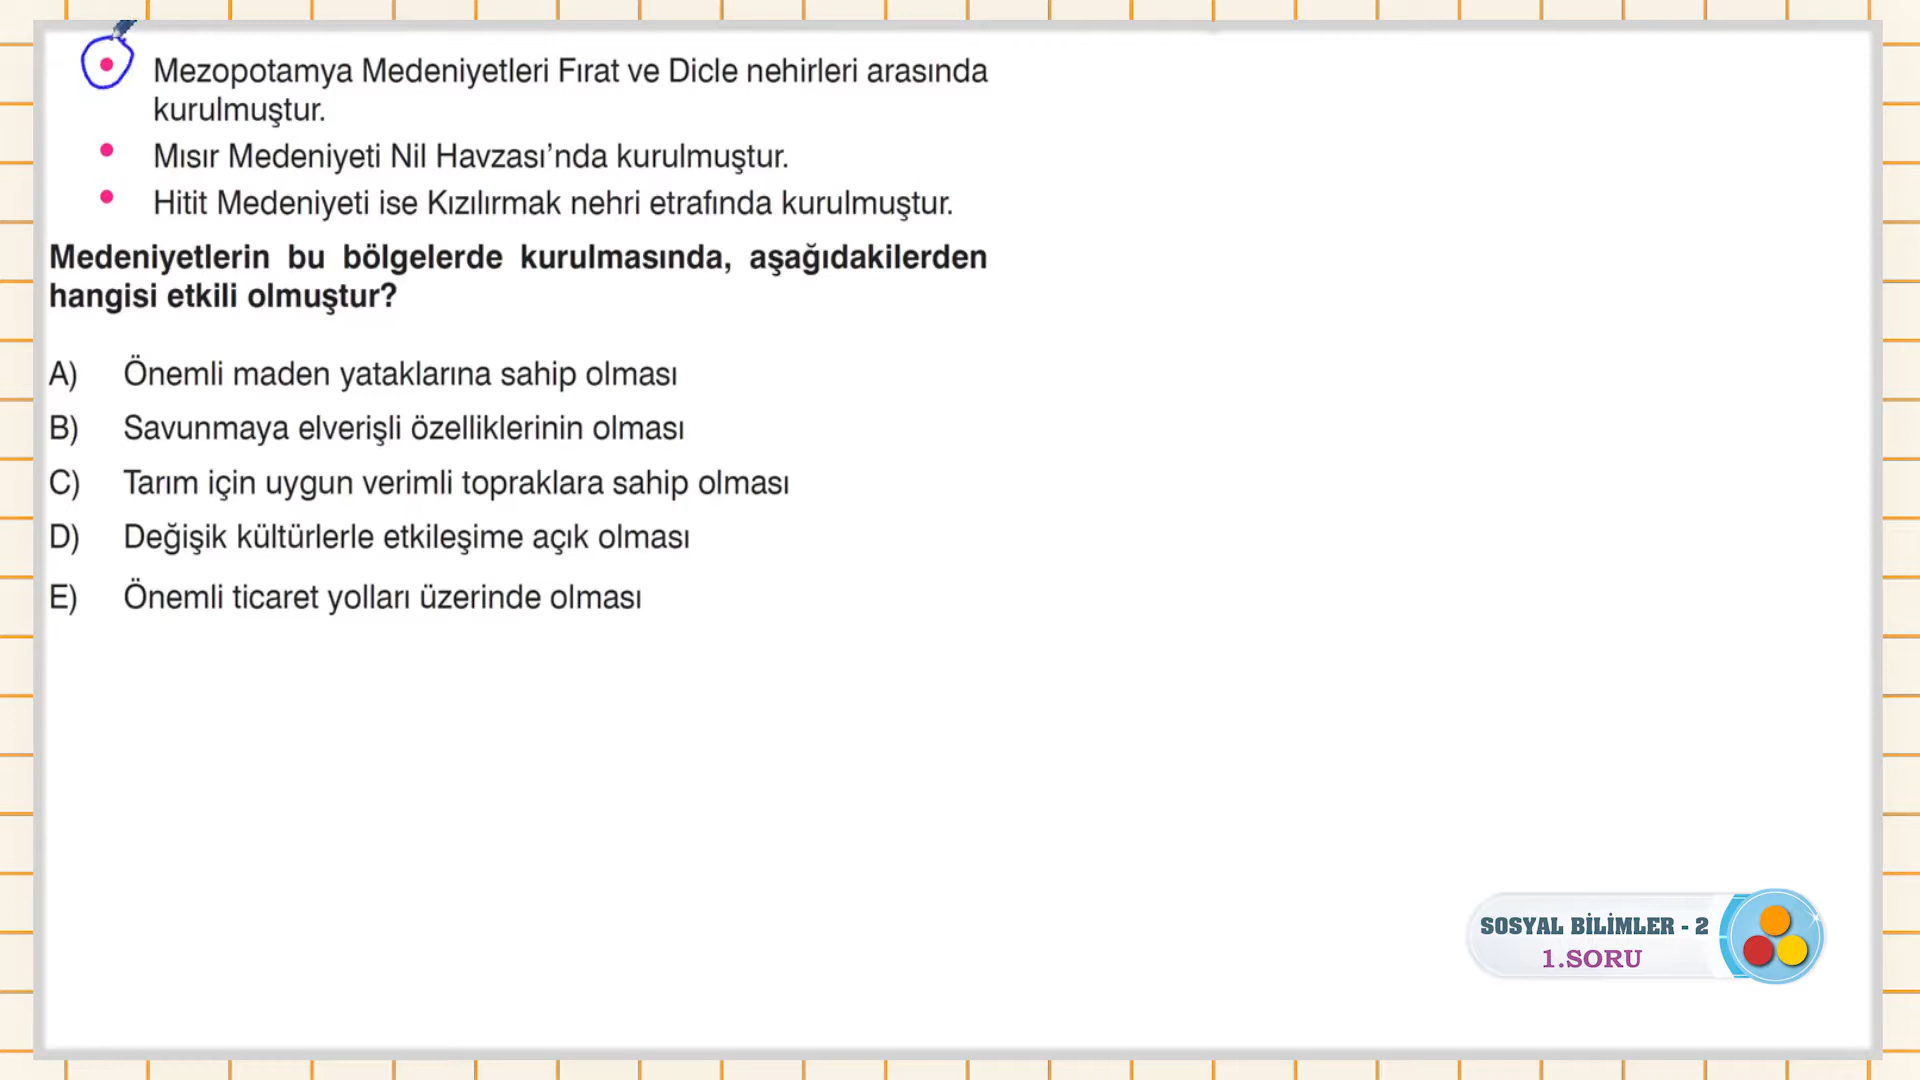 • Mezopotamya Medeniyetleri Fırat ve Dicle nehirleri arasında
kurulmuştur.
• Mısır Medeniyeti Nil Havzası’nda kurulmuştur.
• Hitit Medeniyeti ise Kızılırmak nehri etrafında kurulmuştur.
Medeniyetlerin bu bölgelerde kurulmasında, aşağıdakilerden
hangisi etkili olmuştur?
A) Önemli maden yataklarına sahip olması
B) Savunmaya elverişli özelliklerinin olması
C) Tarım için uygun verimli topraklara sahip olması
D) Değişik kültürlerle etkileşime açık olması
E) Önemli ticaret yolları üzerinde olması
SOSYAL BİLİMLER - 2
1.SORU